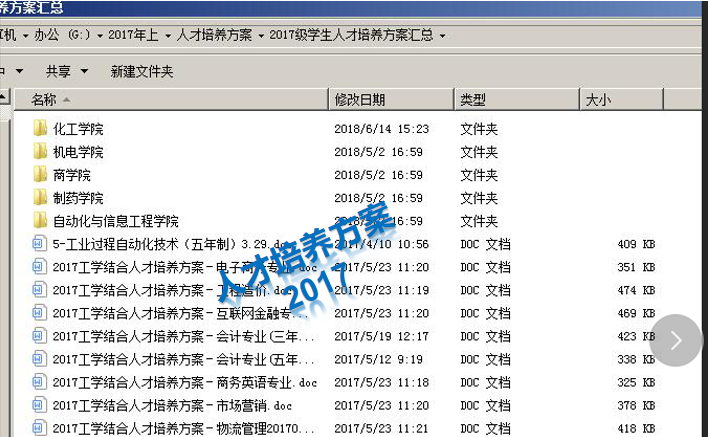 养方案汇总
办公 (G:) 2017年上 人才培养方案 2017级学生人才培养方案汇总
共享 新建文件夹
名称 修改日期 类型 大小
化工学院 2018/6/14 15:23 文件夹
机电学院 2018/5/2 16:59 文件夹
商学院 2018/5/2 16:59 文件夹
制药学院 2018/5/2 16:59 文件夹
自动化与信息工程学院 2018/5/2 16:59 文件夹
5-工业过程自动化技术（五年制）3.29.doc 2017/4/10 10:56 DOC 文档 409 KB
2017工学结合人才培养方案-电子商务专业.doc 2017/5/23 11:20 DOC 文档 351 KB
2017工学结合人才培养方案-工程造价.doc 2017/5/23 11:19 DOC 文档 474 KB
2017工学结合人才培养方案-互联网金融专... 2017/5/23 11:20 DOC 文档 469 KB
2017工学结合人才培养方案-会计专业(三年... 2017/5/19 12:17 DOC 文档 423 KB
2017工学结合人才培养方案-会计专业(五年... 2017/5/12 9:19 DOC 文档 338 KB
2017工学结合人才培养方案-商务英语专业.doc 2017/5/23 11:18 DOC 文档 325 KB
2017工学结合人才培养方案-市场营销.doc 2017/5/23 11:20 DOC 文档 378 KB
2017工学结合人才培养方案-物流管理20170... 2017/5/23 11:21 DOC 文档 418 KB
人才培养方案
2017